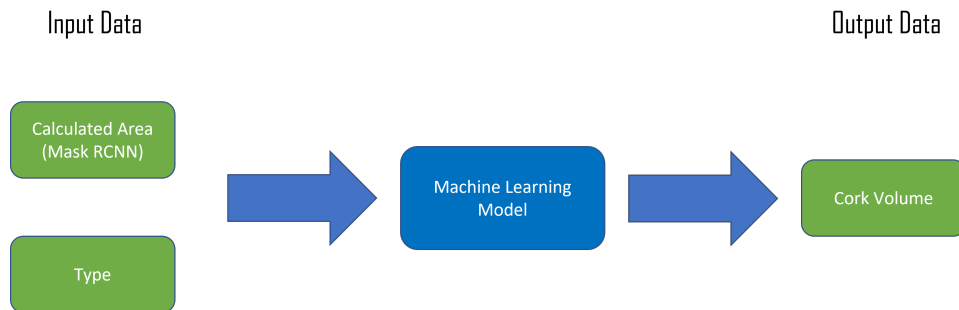 Input Data
Output Data
Calculated Area
(Mask RCNN)
Machine Learning
Model
Cork Volume
Type